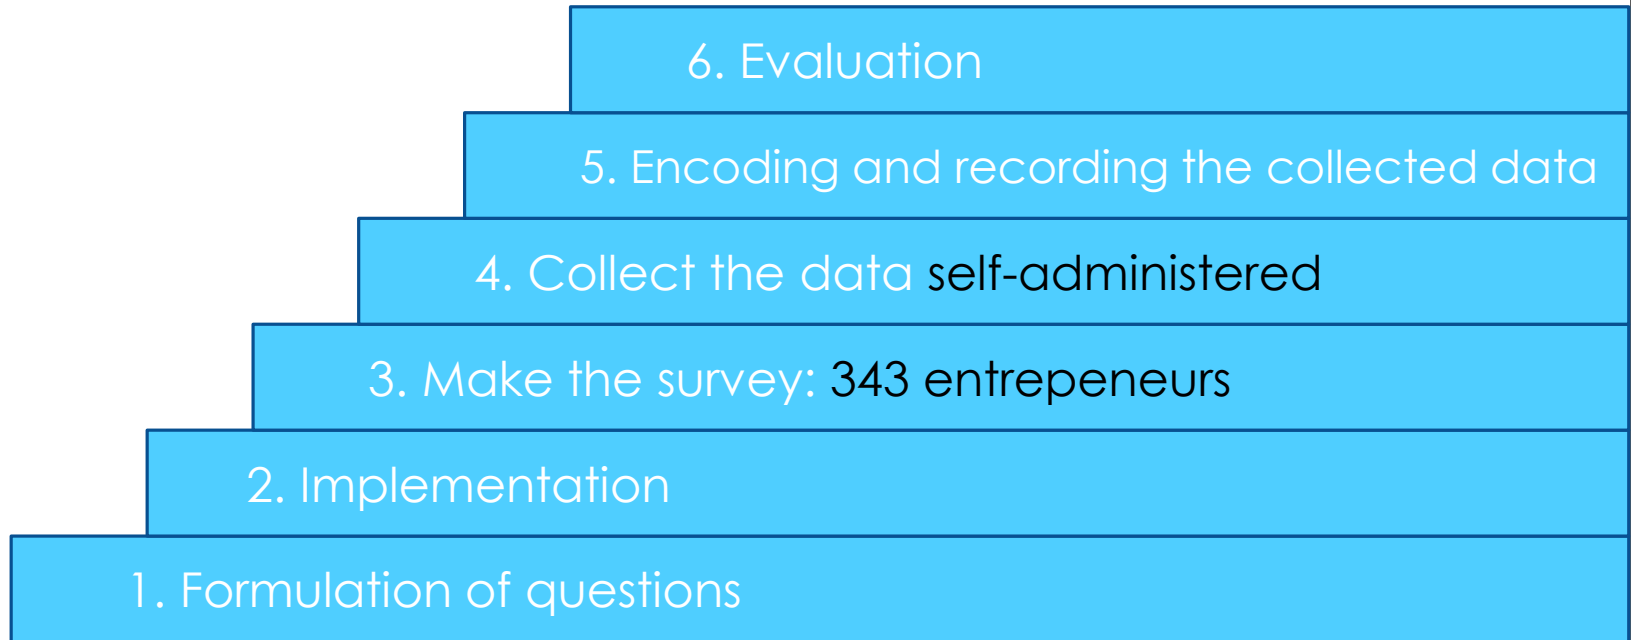 6. Evaluation
5. Encoding and recording the collected data
4. Collect the data self-administered
3. Make the survey: 343 entrepeneurs
2. Implementation
1. Formulation of questions